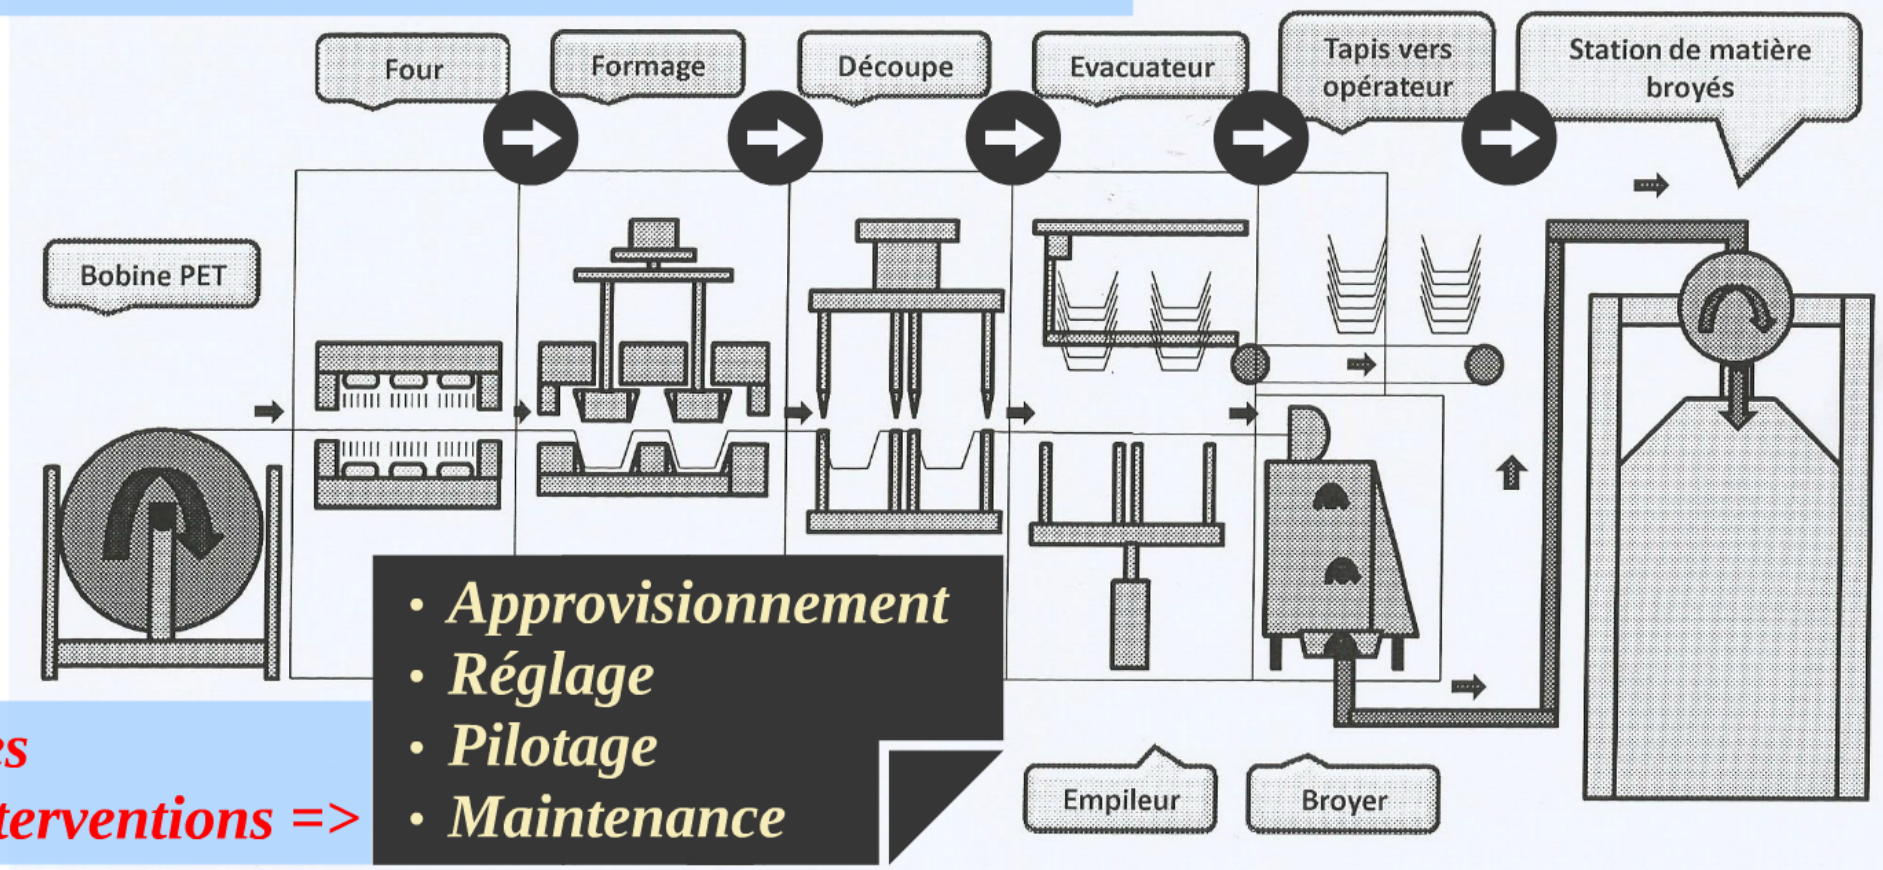 Four
Formage
Découpe
Evacuateur
Tapis vers
opérateur
Station de matière
broyés
Bobine PET
• Approvisionnement
• Réglage
• Pilotage
• Maintenance
es
terventions =>
Empileur
Broyer